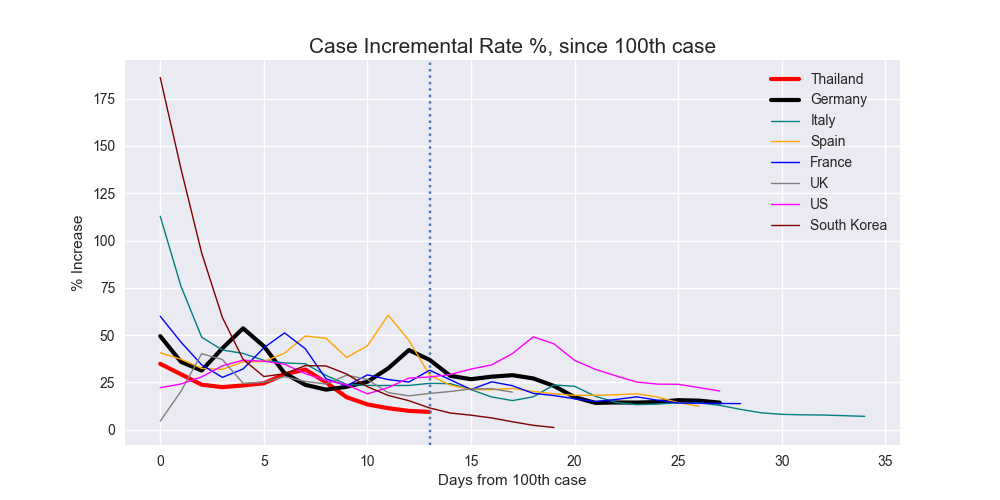 Case Incremental Rate %, since 100th case
% Increase
175
150
125
100
75
50
25
0
0 5 10 15 20 25 30 35
Days from 100th case
Thailand
Germany
Italy
Spain
France
UK
US
South Korea